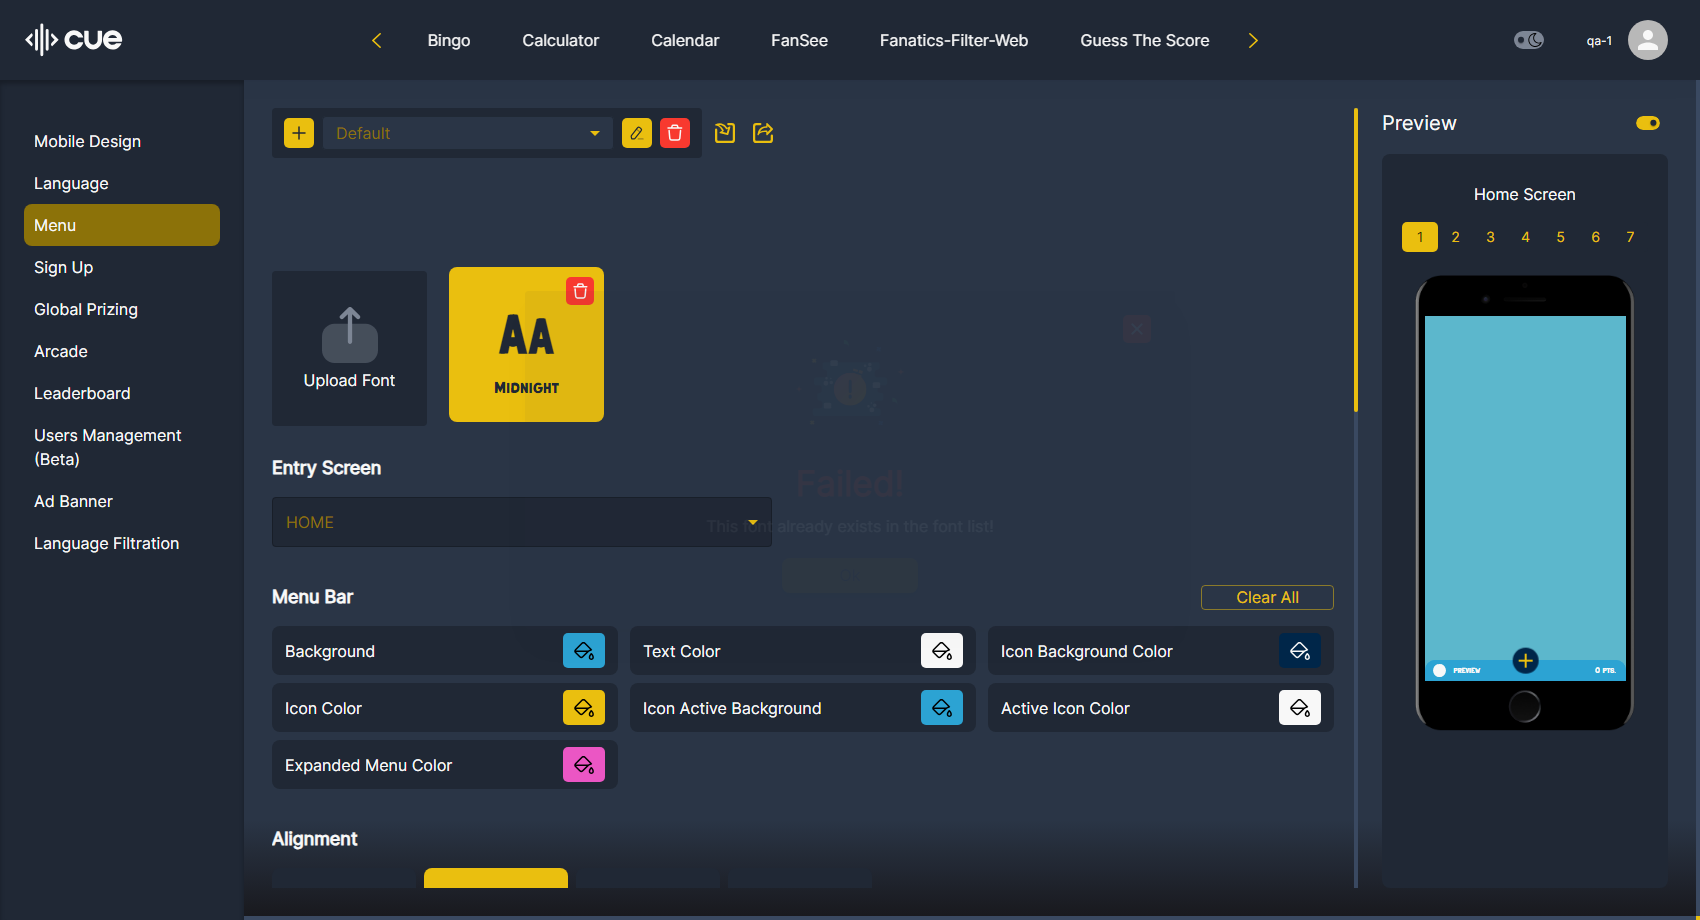 cue
Bingo
Calculator
Calendar
FanSee
Fanatics-Filter-Web
Guess The Score
qa-1
Mobile Design
Language
Menu
Sign Up
Global Prizing
Arcade
Leaderboard
Users Management
(Beta)
Ad Banner
Language Filtration
Default
Upload Font
AA
MIDNIGHT
Failed!
This font already exists in the font list!
Entry Screen
HOME
Menu Bar
Clear All
Background
Text Color
Icon Background Color
Icon Color
Icon Active Background
Active Icon Color
Expanded Menu Color
Alignment
Preview
Home Screen
1 2 3 4 5 6 7
PREVIEW
0 PTS.